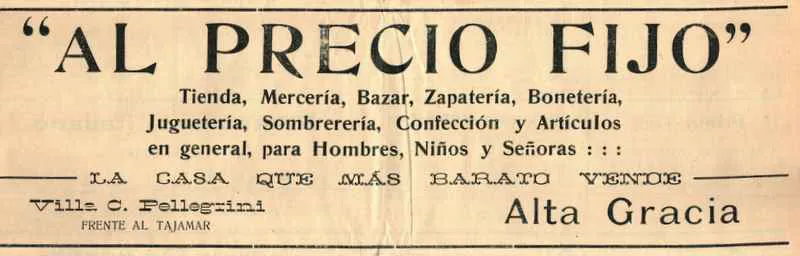 “AL PRECIO FIJO”
Tienda, Mercería, Bazar, Zapatería, Bonetería,
Juguetería, Sombrerería, Confección y Artículos
en general, para Hombres, Niños y Señoras : : :
LA CASA QUE MÁS BARATO VENDE
Villa C. Pellegrini
FRENTE AL TAJAMAR
Alta Gracia